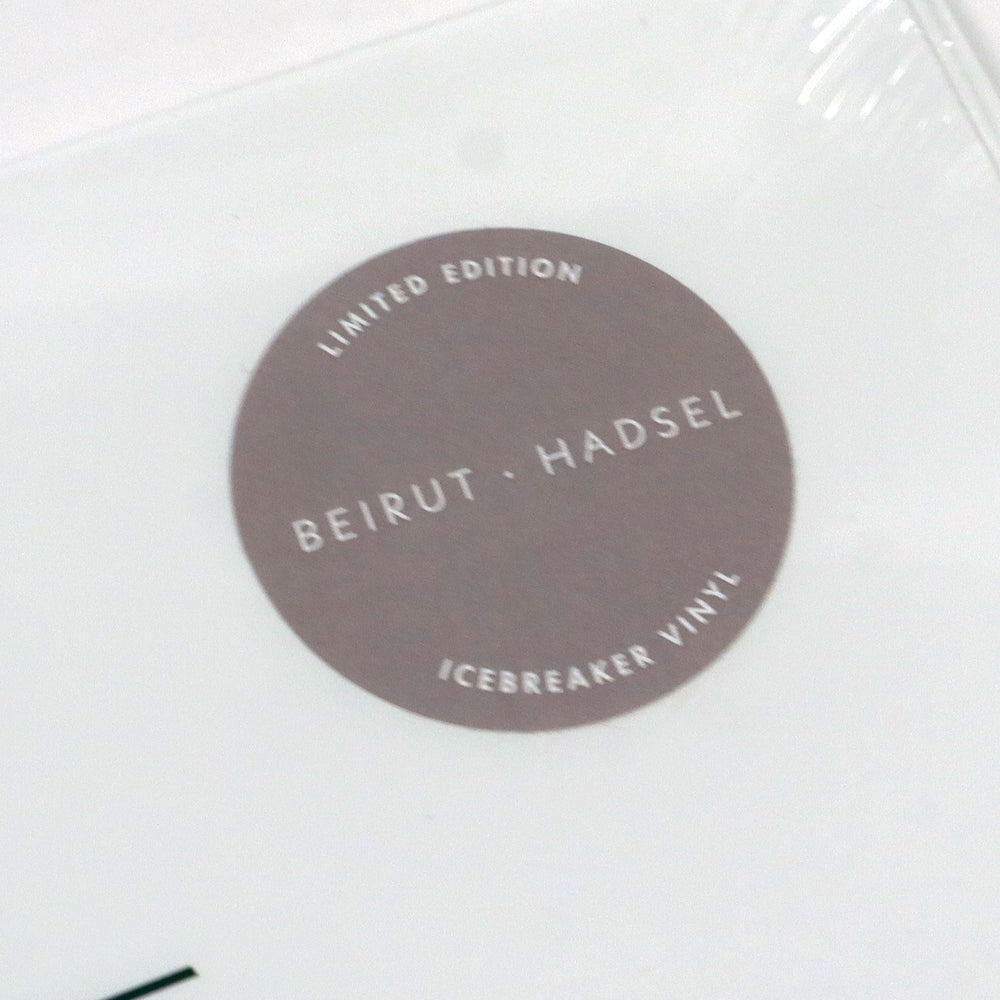 LIMITED EDITION
BEIRUT · HADSEL
ICEBREAKER VINYL